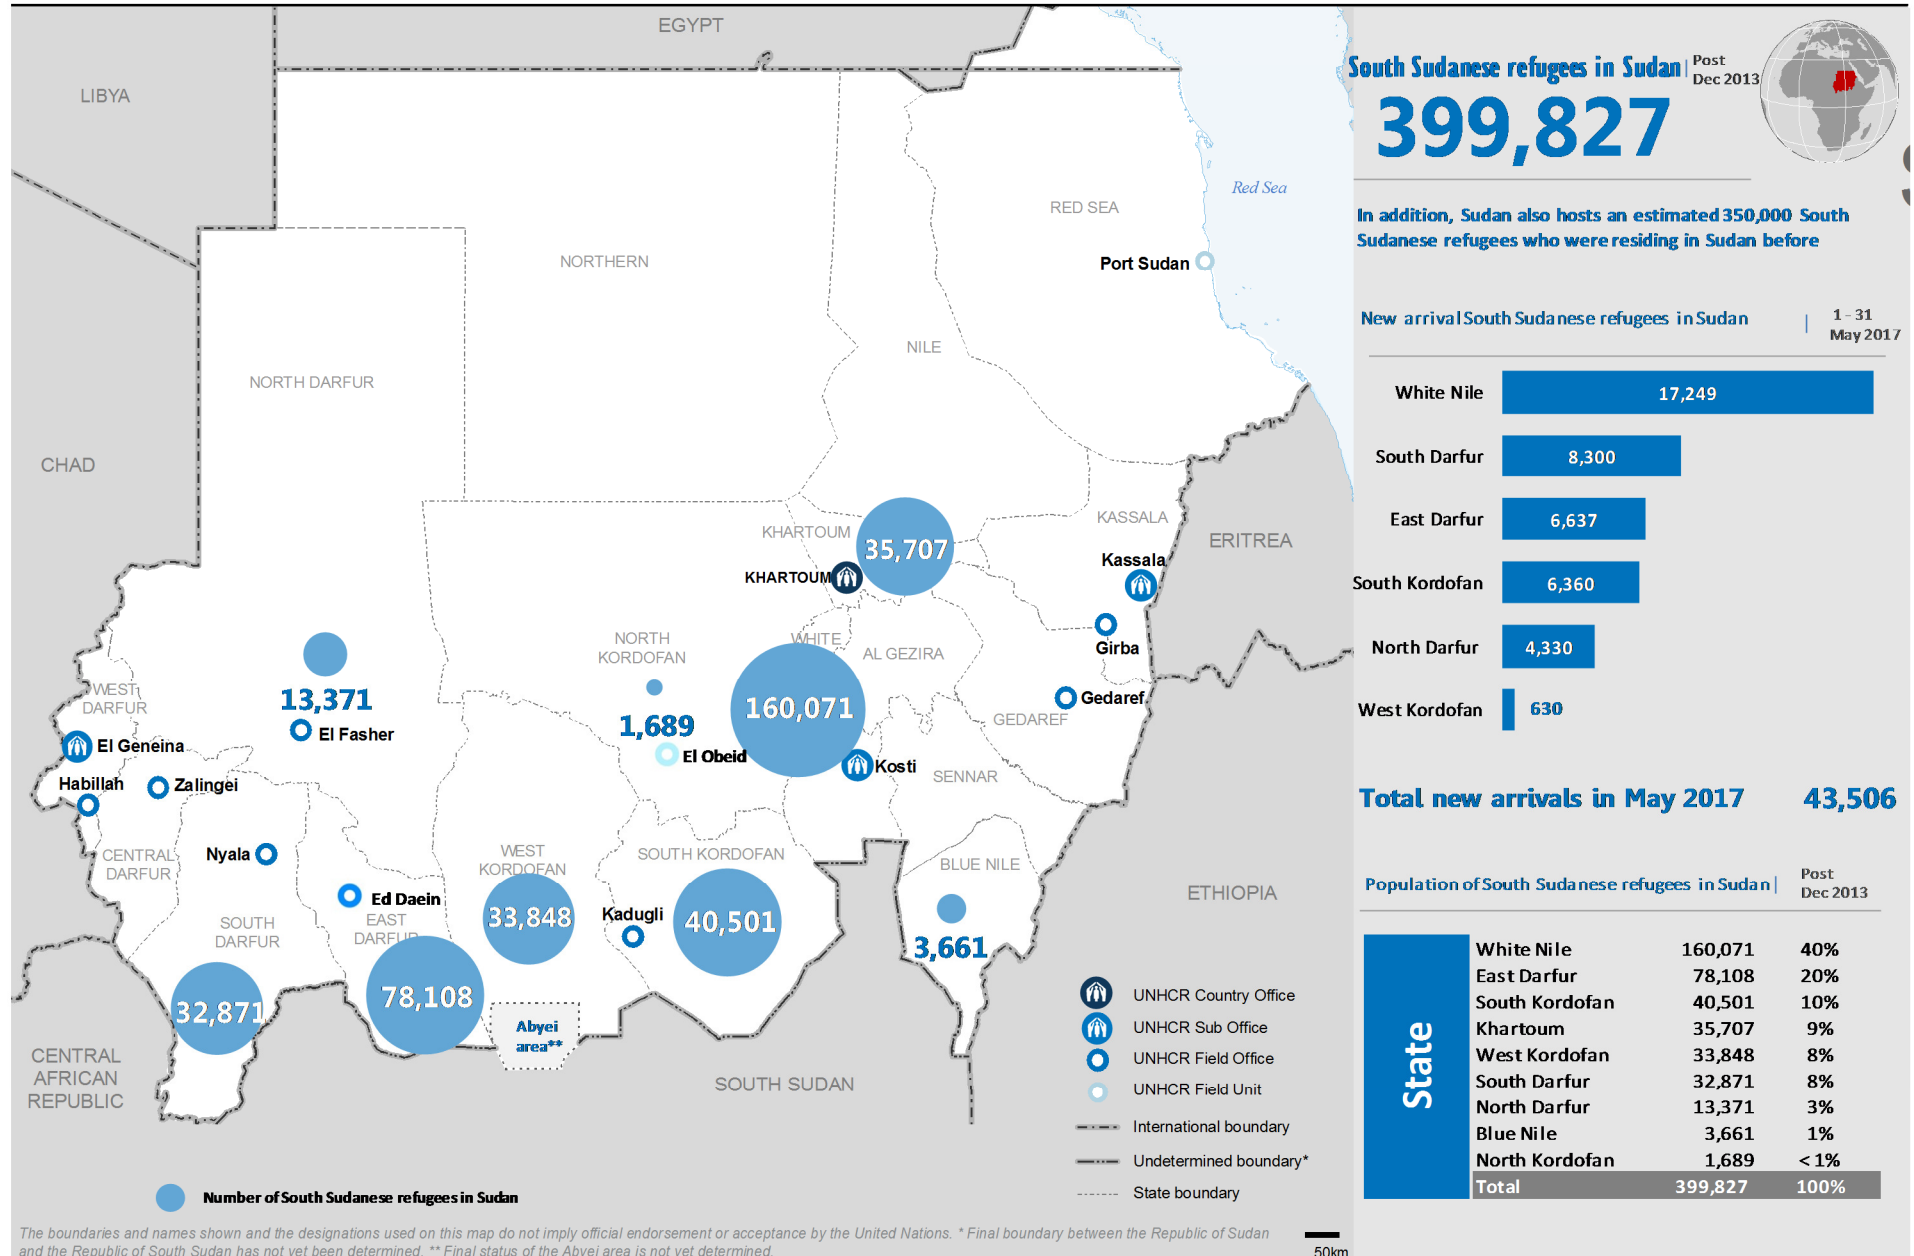 EGYPT
LIBYA
Red Sea
RED SEA
NORTHERN
Port Sudan
NILE
NORTH DARFUR
CHAD
KHARTOUM
KASSALA
35,707
ERITREA
Kassala
KHARTOUM
NORTH
KORDOFAN
WHITE
AL GEZIRA
Girba
13,371
WEST
DARFUR
160,071
Gedaref
GEDAREF
1,689
El Fasher
El Geneina
El Obeid
Kosti
SENNAR
Habillah
Zalingei
CENTRAL
DARFUR
Nyala
WEST
KORDOFAN
SOUTH KORDOFAN
BLUE NILE
ETHIOPIA
Ed Daein
EAST
DARFUR
SOUTH
DARFUR
33,848
Kadugli
40,501
3,661
78,108
32,871
Abyei
area**
CENTRAL
AFRICAN
REPUBLIC
SOUTH SUDAN
UNHCR Country Office
UNHCR Sub Office
UNHCR Field Office
UNHCR Field Unit
International boundary
Undetermined boundary*
State boundary
Number of South Sudanese refugees in Sudan
The boundaries and names shown and the designations used on this map do not imply official endorsement or acceptance by the United Nations. * Final boundary between the Republic of Sudan
and the Republic of South Sudan has not yet been determined. ** Final status of the Abyei area is not yet determined.
50km
South Sudanese refugees in Sudan | Post
Dec 2013
399,827
In addition, Sudan also hosts an estimated 350,000 South
Sudanese refugees who were residing in Sudan before
New arrival South Sudanese refugees in Sudan | 1 - 31
May 2017
White Nile 17,249
South Darfur 8,300
East Darfur 6,637
South Kordofan 6,360
North Darfur 4,330
West Kordofan 630
Total new arrivals in May 2017 43,506
Population of South Sudanese refugees in Sudan | Post
Dec 2013
State
White Nile 160,071 40%
East Darfur 78,108 20%
South Kordofan 40,501 10%
Khartoum 35,707 9%
West Kordofan 33,848 8%
South Darfur 32,871 8%
North Darfur 13,371 3%
Blue Nile 3,661 1%
North Kordofan 1,689 <1%
Total 399,827 100%